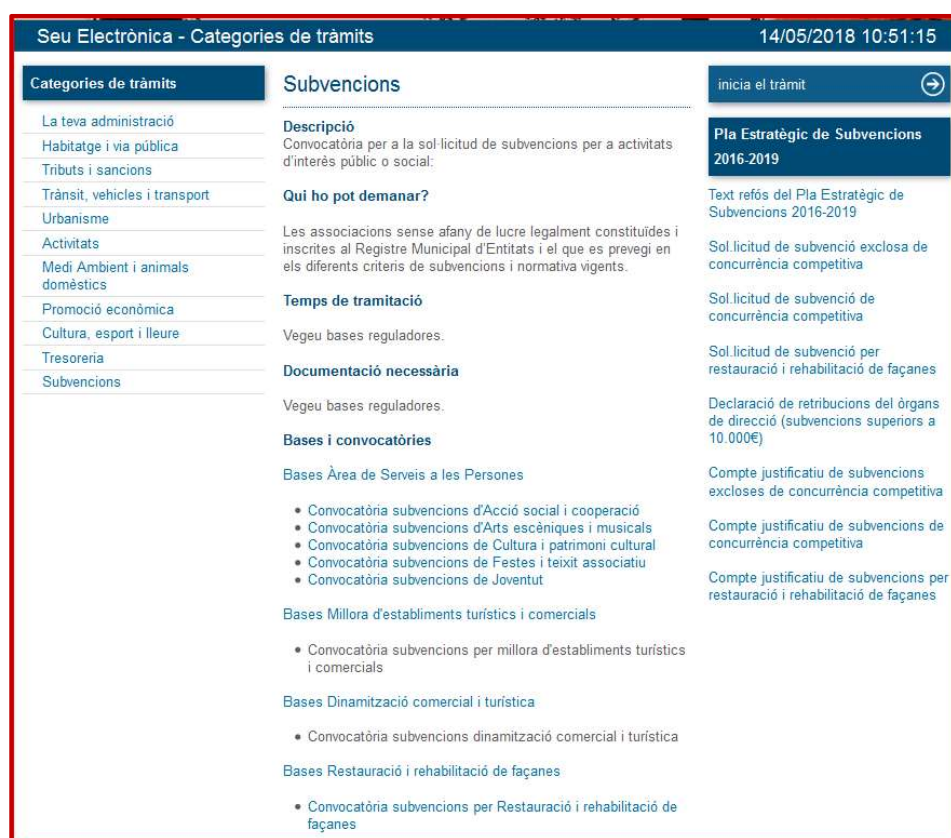 Seu Electrònica - Categories de tràmits
14/05/2018 10:51:15
Categories de tràmits
La teva administració
Habitatge i via pública
Tributs i sancions
Trànsit, vehicles i transport
Urbanisme
Activitats
Medi Ambient i animals
domèstics
Promoció econòmica
Cultura, esport i lleure
Tresoreria
Subvencions
Subvencions
Descripció
Convocatòria per a la sol·licitud de subvencions per a activitats
d'interès públic o social:
Qui ho pot demanar?
Les associacions sense afany de lucre legalment constituïdes i
inscrites al Registre Municipal d'Entitats i el que es prevegi en
els diferents criteris de subvencions i normativa vigents.
Temps de tramitació
Vegeu bases reguladores.
Documentació necessària
Vegeu bases reguladores.
Bases i convocatòries
Bases Àrea de Serveis a les Persones
• Convocatòria subvencions d'Acció social i cooperació
• Convocatòria subvencions d'Arts escèniques i musicals
• Convocatòria subvencions de Cultura i patrimoni cultural
• Convocatòria subvencions de Festes i teixit associatiu
• Convocatòria subvencions de Joventut
Bases Millora d'establiments turístics i comercials
• Convocatòria subvencions per millora d'establiments turístics
i comercials
Bases Dinamització comercial i turística
• Convocatòria subvencions dinamització comercial i turística
Bases Restauració i rehabilitació de façanes
• Convocatòria subvencions per Restauració i rehabilitació de
façanes
inicia el tràmit
Pla Estratègic de Subvencions
2016-2019
Text refós del Pla Estratègic de
Subvencions 2016-2019
Sol.licitud de subvenció exclosa de
concurrència competitiva
Sol.licitud de subvenció de
concurrència competitiva
Sol.licitud de subvenció per
restauració i rehabilitació de façanes
Declaració de retribucions del òrgans
de direcció (subvencions superiors a
10.000€)
Compte justificatiu de subvencions
excloses de concurrència competitiva
Compte justificatiu de subvencions de
concurrència competitiva
Compte justificatiu de subvencions per
restauració i rehabilitació de façanes